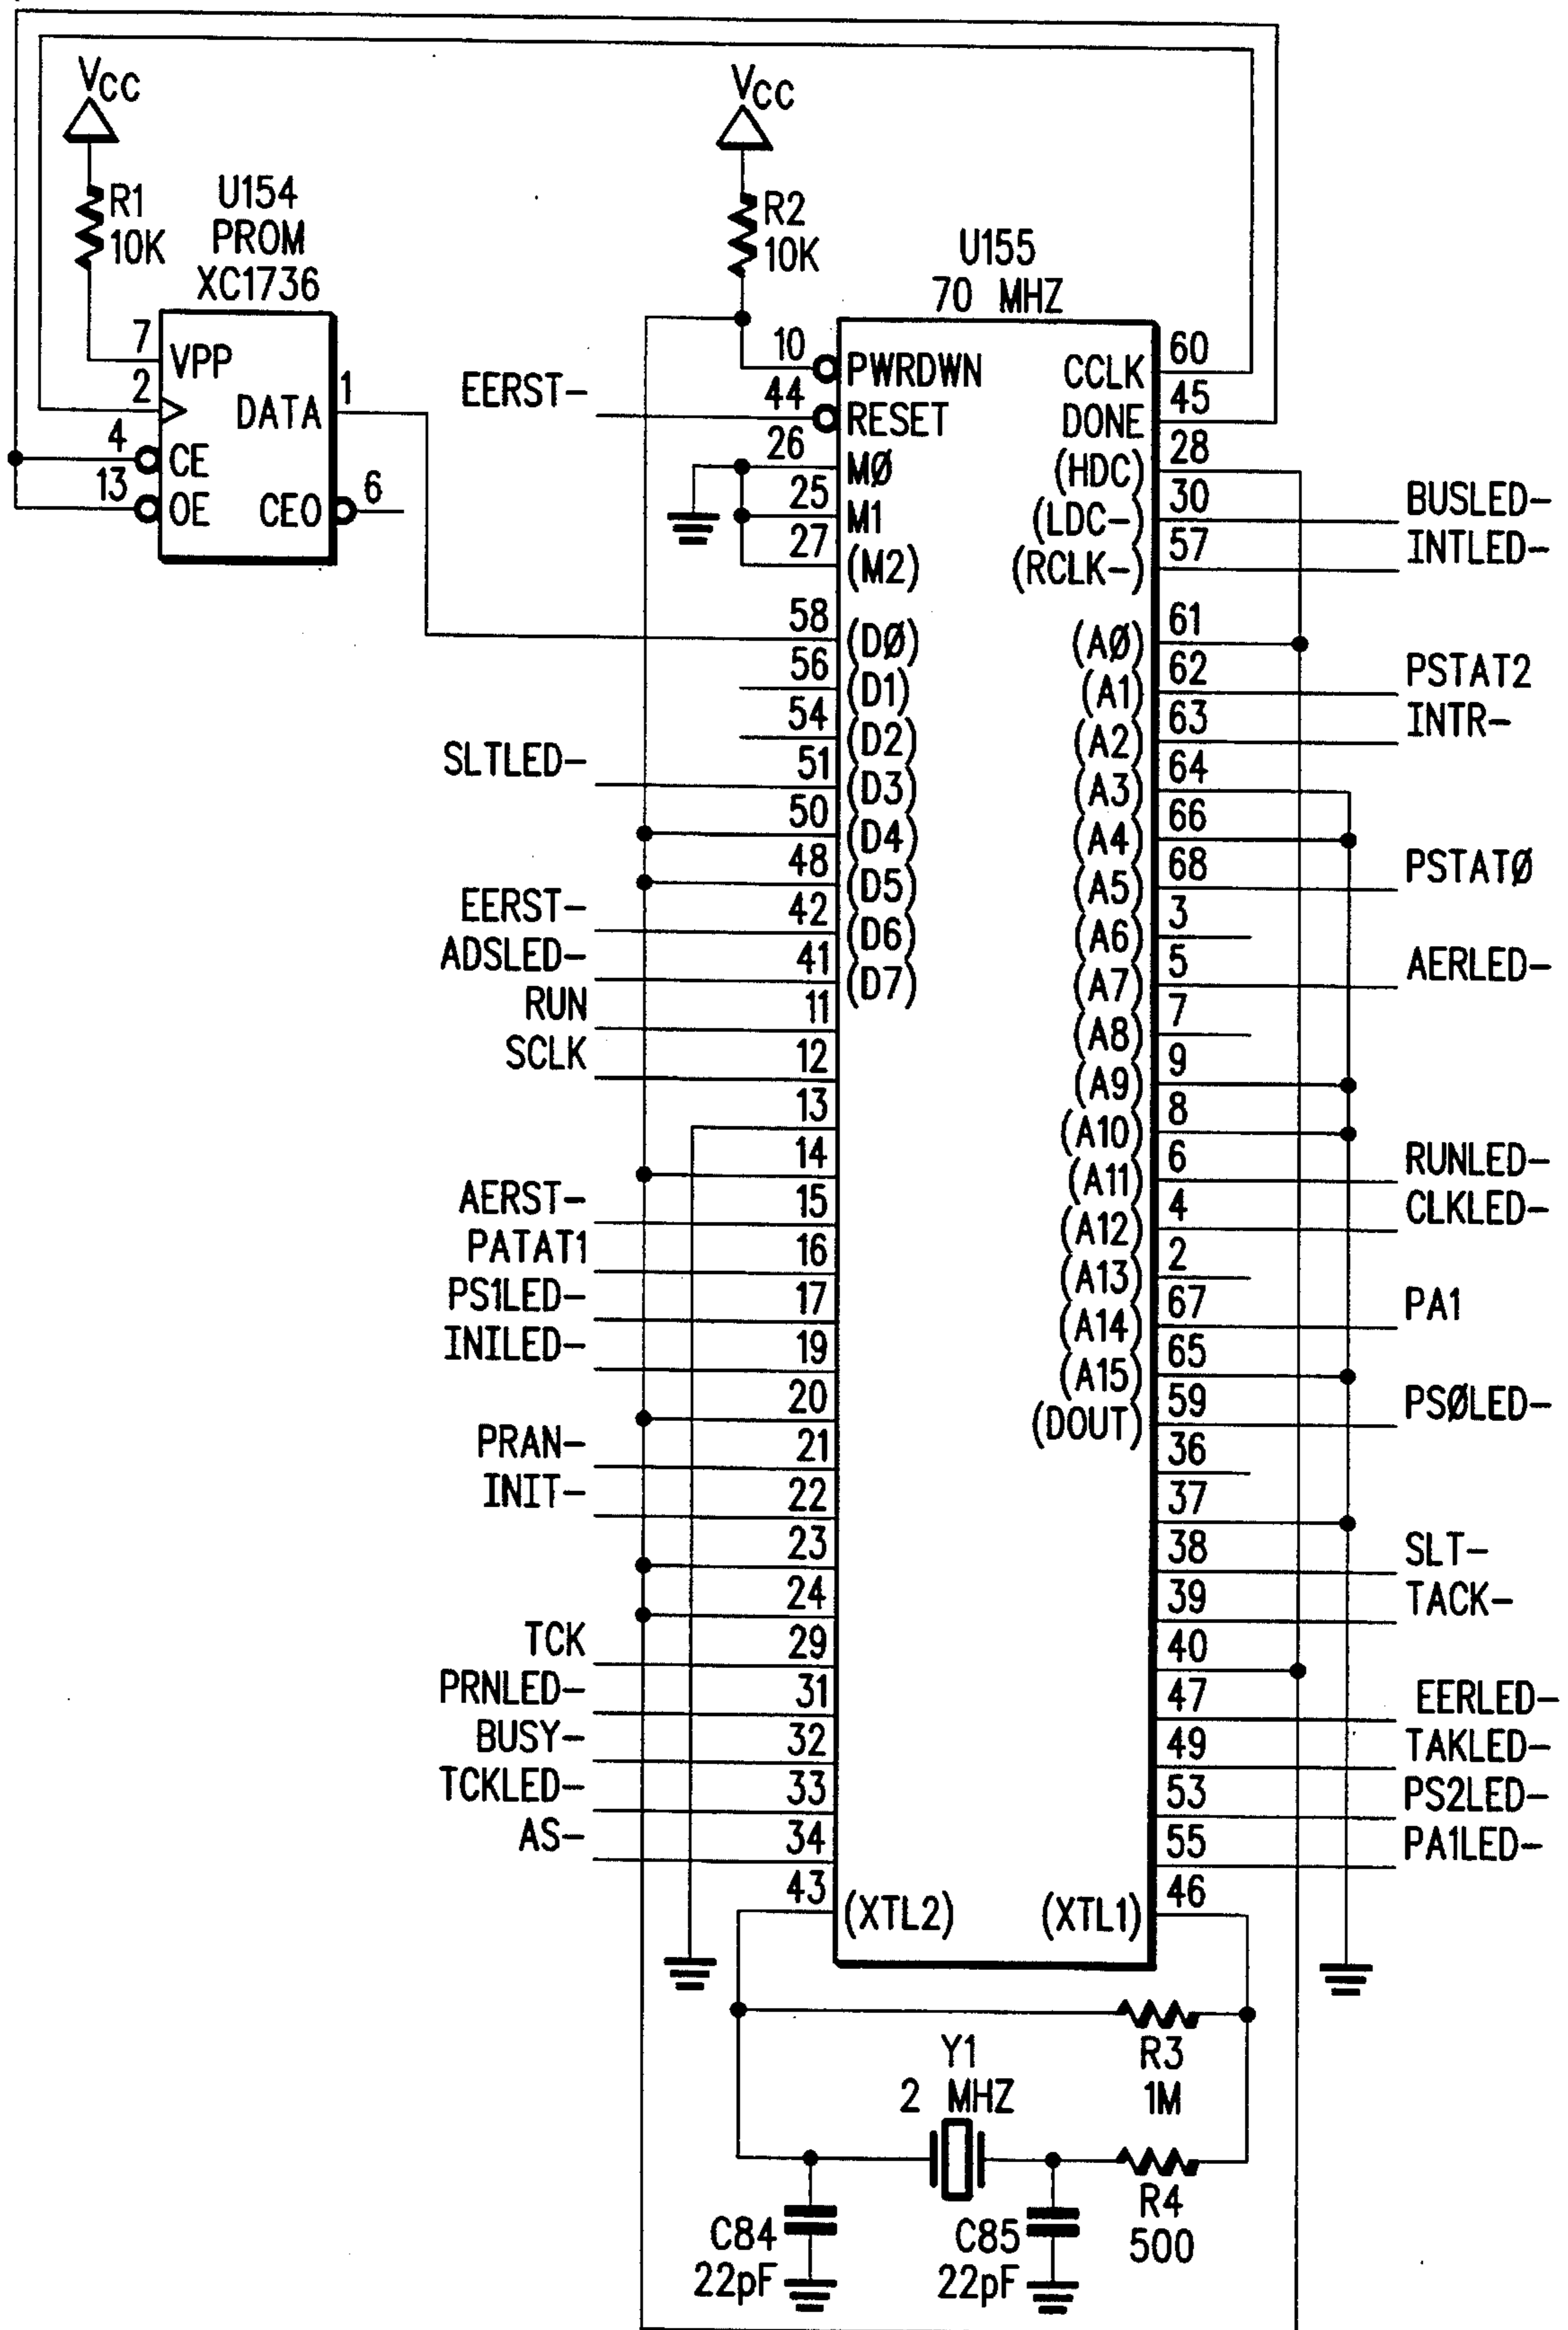 VCC
R1
10K
U154
PROM
XC1736
7
VPP
2
DATA
1
4
CE
13
OE
CEO
6
VCC
R2
10K
U155
70 MHZ
10
PWRDWN
EERST-
44
RESET
26
MØ
25
M1
27
(M2)
58
(DØ)
56
(D1)
54
(D2)
SLTLED-
51
(D3)
50
(D4)
48
(D5)
EERST-
42
(D6)
ADSLED-
41
(D7)
RUN
11
SCLK
12
13
14
AERST-
15
PATAT1
16
PS1LED-
17
INILED-
19
20
PRAN-
21
INIT-
22
23
24
TCK
29
PRNLED-
31
BUSY-
32
TCKLED-
33
AS-
34
43
(XTL2)
CCLK
60
DONE
45
(HDC)
28
(LDC-)
30
BUSLED-
(RCLK-)
57
INTLED-
(AØ)
61
(A1)
62
PSTAT2
(A2)
63
INTR-
(A3)
64
(A4)
66
(A5)
68
PSTATØ
(A6)
3
(A7)
5
AERLED-
(A8)
7
(A9)
9
(A10)
8
(A11)
6
RUNLED-
(A12)
4
CLKLED-
(A13)
2
(A14)
67
PA1
(A15)
65
(DOUT)
59
PSØLED-
36
37
38
SLT-
39
TACK-
40
47
EERLED-
49
TAKLED-
53
PS2LED-
55
PA1LED-
(XTL1)
46
R3
1M
Y1
2 MHZ
R4
500
C84
22pF
C85
22pF